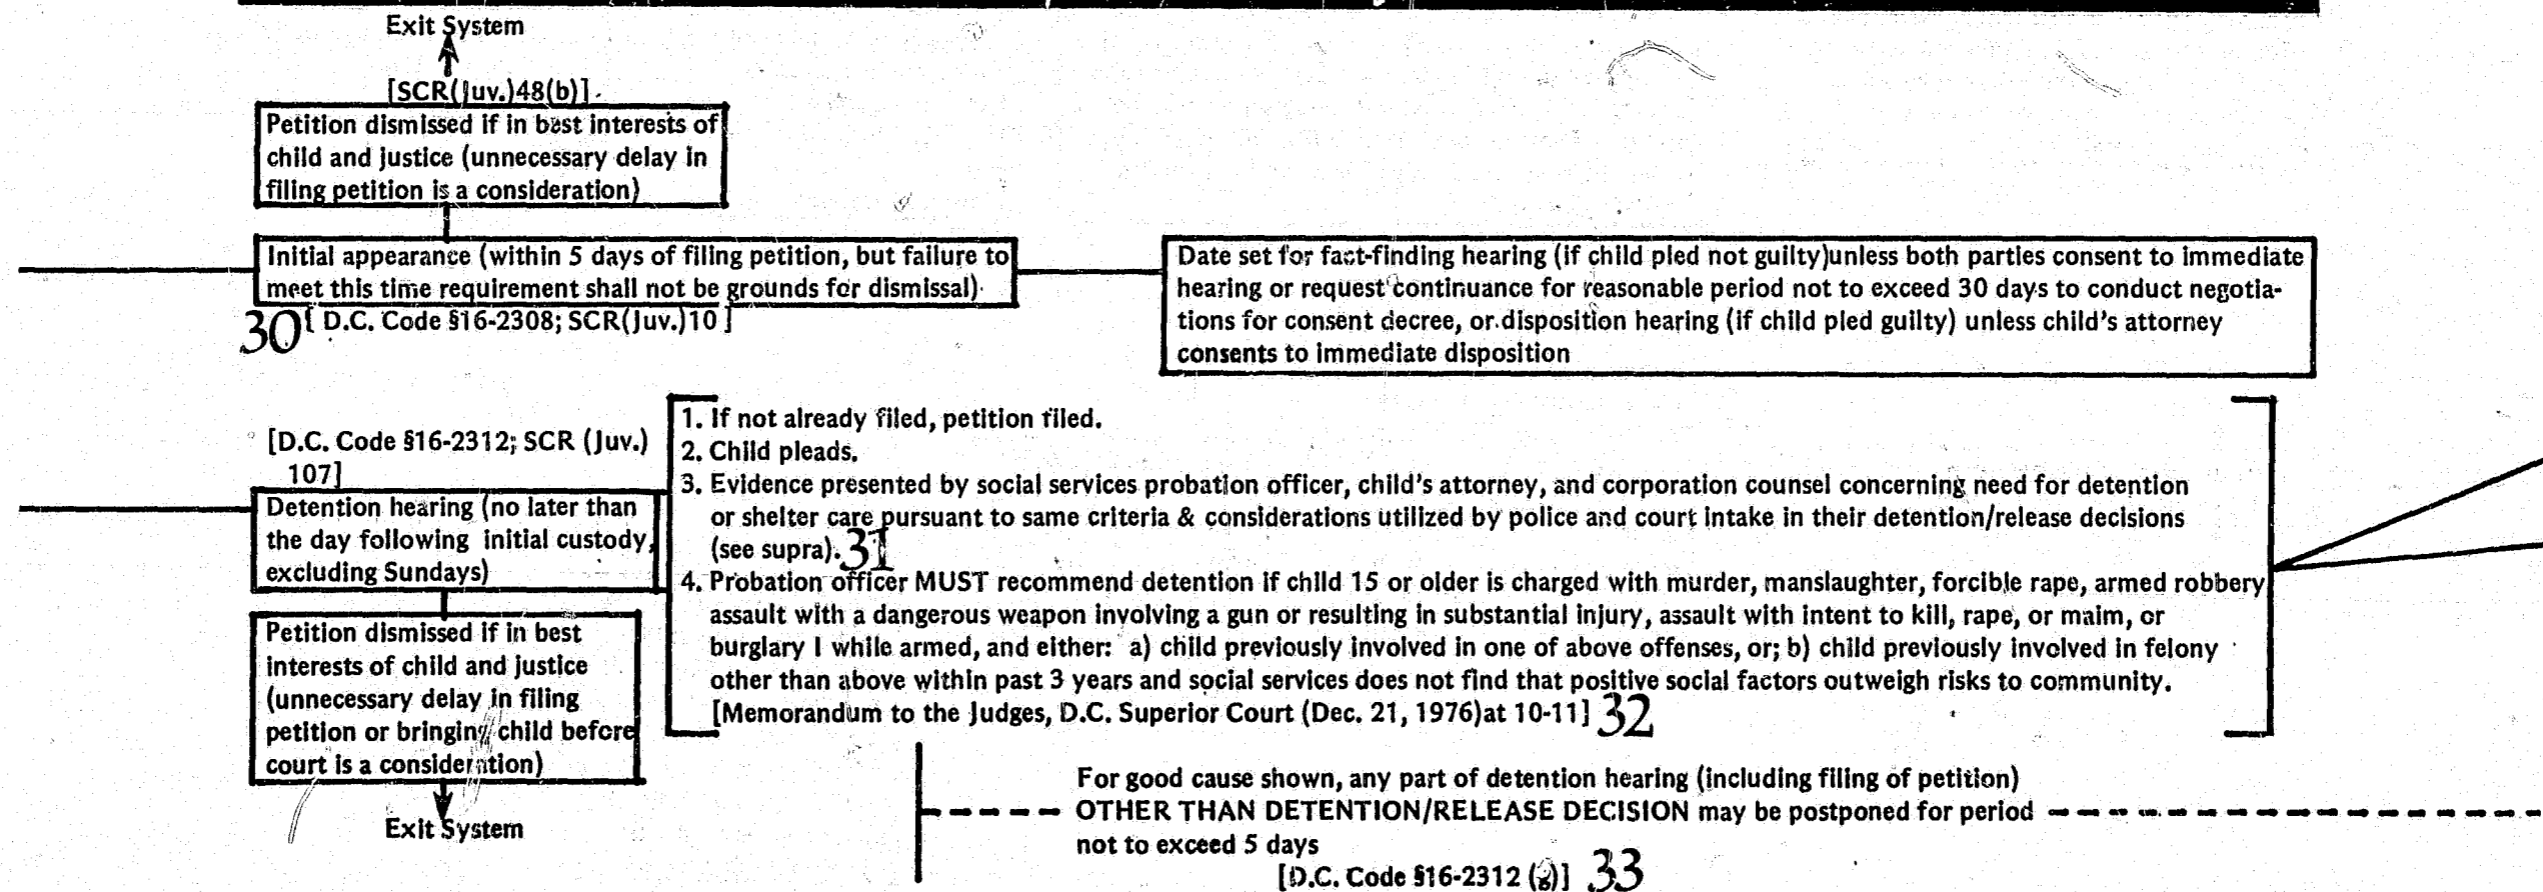 Exit System
[SCR(Juv.)48(b)]
Petition dismissed if in best interests of
child and justice (unnecessary delay in
filing petition is a consideration)
Initial appearance (within 5 days of filing petition, but failure to
meet this time requirement shall not be grounds for dismissal)
30 [ D.C. Code §16-2308; SCR(Juv.)10 ]
Date set for fact-finding hearing (if child pled not guilty)unless both parties consent to immediate
hearing or request continuance for reasonable period not to exceed 30 days to conduct negotia-
tions for consent decree, or disposition hearing (if child pled guilty) unless child's attorney
consents to immediate disposition
[D.C. Code §16-2312; SCR (Juv.)
107]
Detention hearing (no later than
the day following initial custody,
excluding Sundays)
Petition dismissed if in best
interests of child and justice
(unnecessary delay in filing
petition or bringing child before
court is a consideration)
Exit System
1. If not already filed, petition filed.
2. Child pleads.
3. Evidence presented by social services probation officer, child's attorney, and corporation counsel concerning need for detention
or shelter care pursuant to same criteria & considerations utilized by police and court intake in their detention/release decisions
(see supra). 31
4. Probation officer MUST recommend detention if child 15 or older is charged with murder, manslaughter, forcible rape, armed robbery
assault with a dangerous weapon involving a gun or resulting in substantial injury, assault with intent to kill, rape, or maim, or
burglary I while armed, and either: a) child previously involved in one of above offenses, or; b) child previously involved in felony
other than above within past 3 years and social services does not find that positive social factors outweigh risks to community.
[Memorandum to the Judges, D.C. Superior Court (Dec. 21, 1976)at 10-11] 32
For good cause shown, any part of detention hearing (including filing of petition)
OTHER THAN DETENTION/RELEASE DECISION may be postponed for period
not to exceed 5 days
[D.C. Code §16-2312 (g)] 33